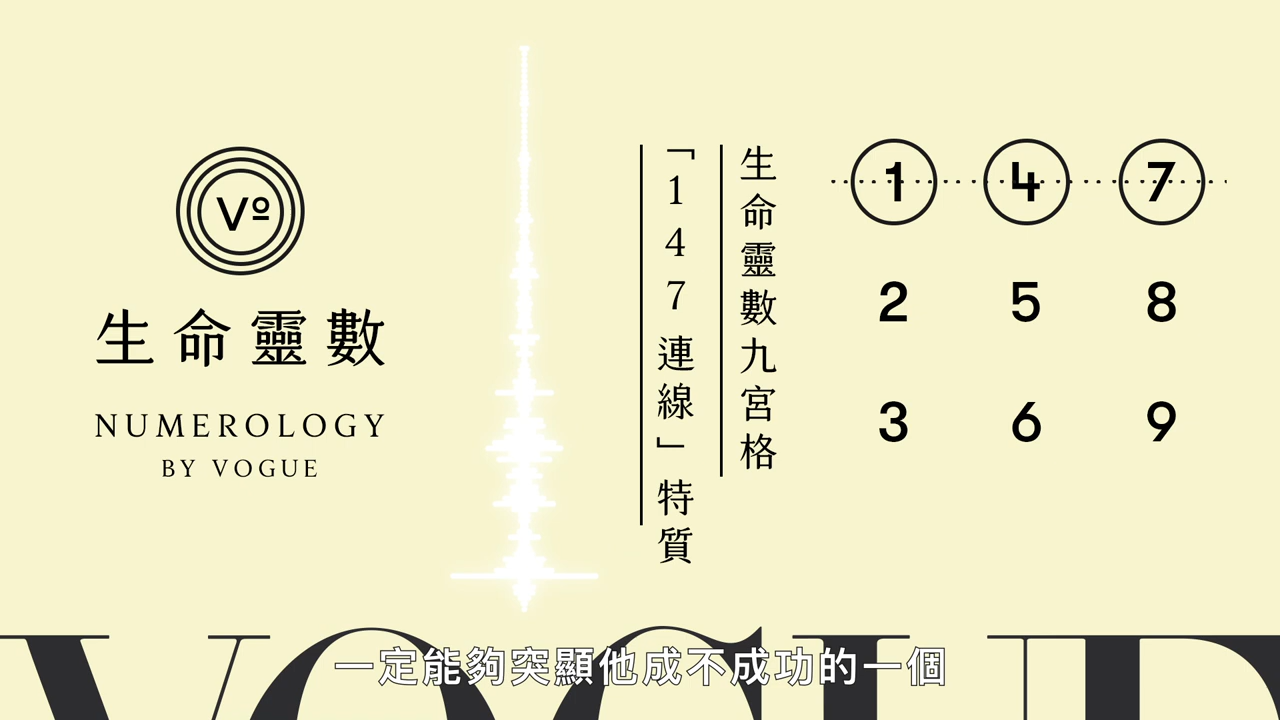 Vº
生命靈數
NUMEROLOGY
BY VOGUE
生命靈數九宮格
「147連線」特質
1 4 7
2 5 8
3 6 9
VOGUE
一定能夠突顯他成不成功的一個